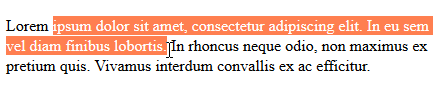 Lorem ipsum dolor sit amet, consectetur adipiscing elit. In eu sem
vel diam finibus lobortis. In rhoncus neque odio, non maximus ex
pretium quis. Vivamus interdum convallis ex ac efficitur.